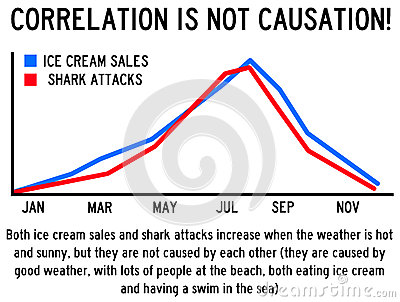 CORRELATION IS NOT CAUSATION!
ICE CREAM SALES
SHARK ATTACKS
JAN MAR MAY JUL SEP NOV
Both ice cream sales and shark attacks increase when the weather is hot
and sunny, but they are not caused by each other (they are caused by
good weather, with lots of people at the beach, both eating ice cream
and having a swim in the sea)